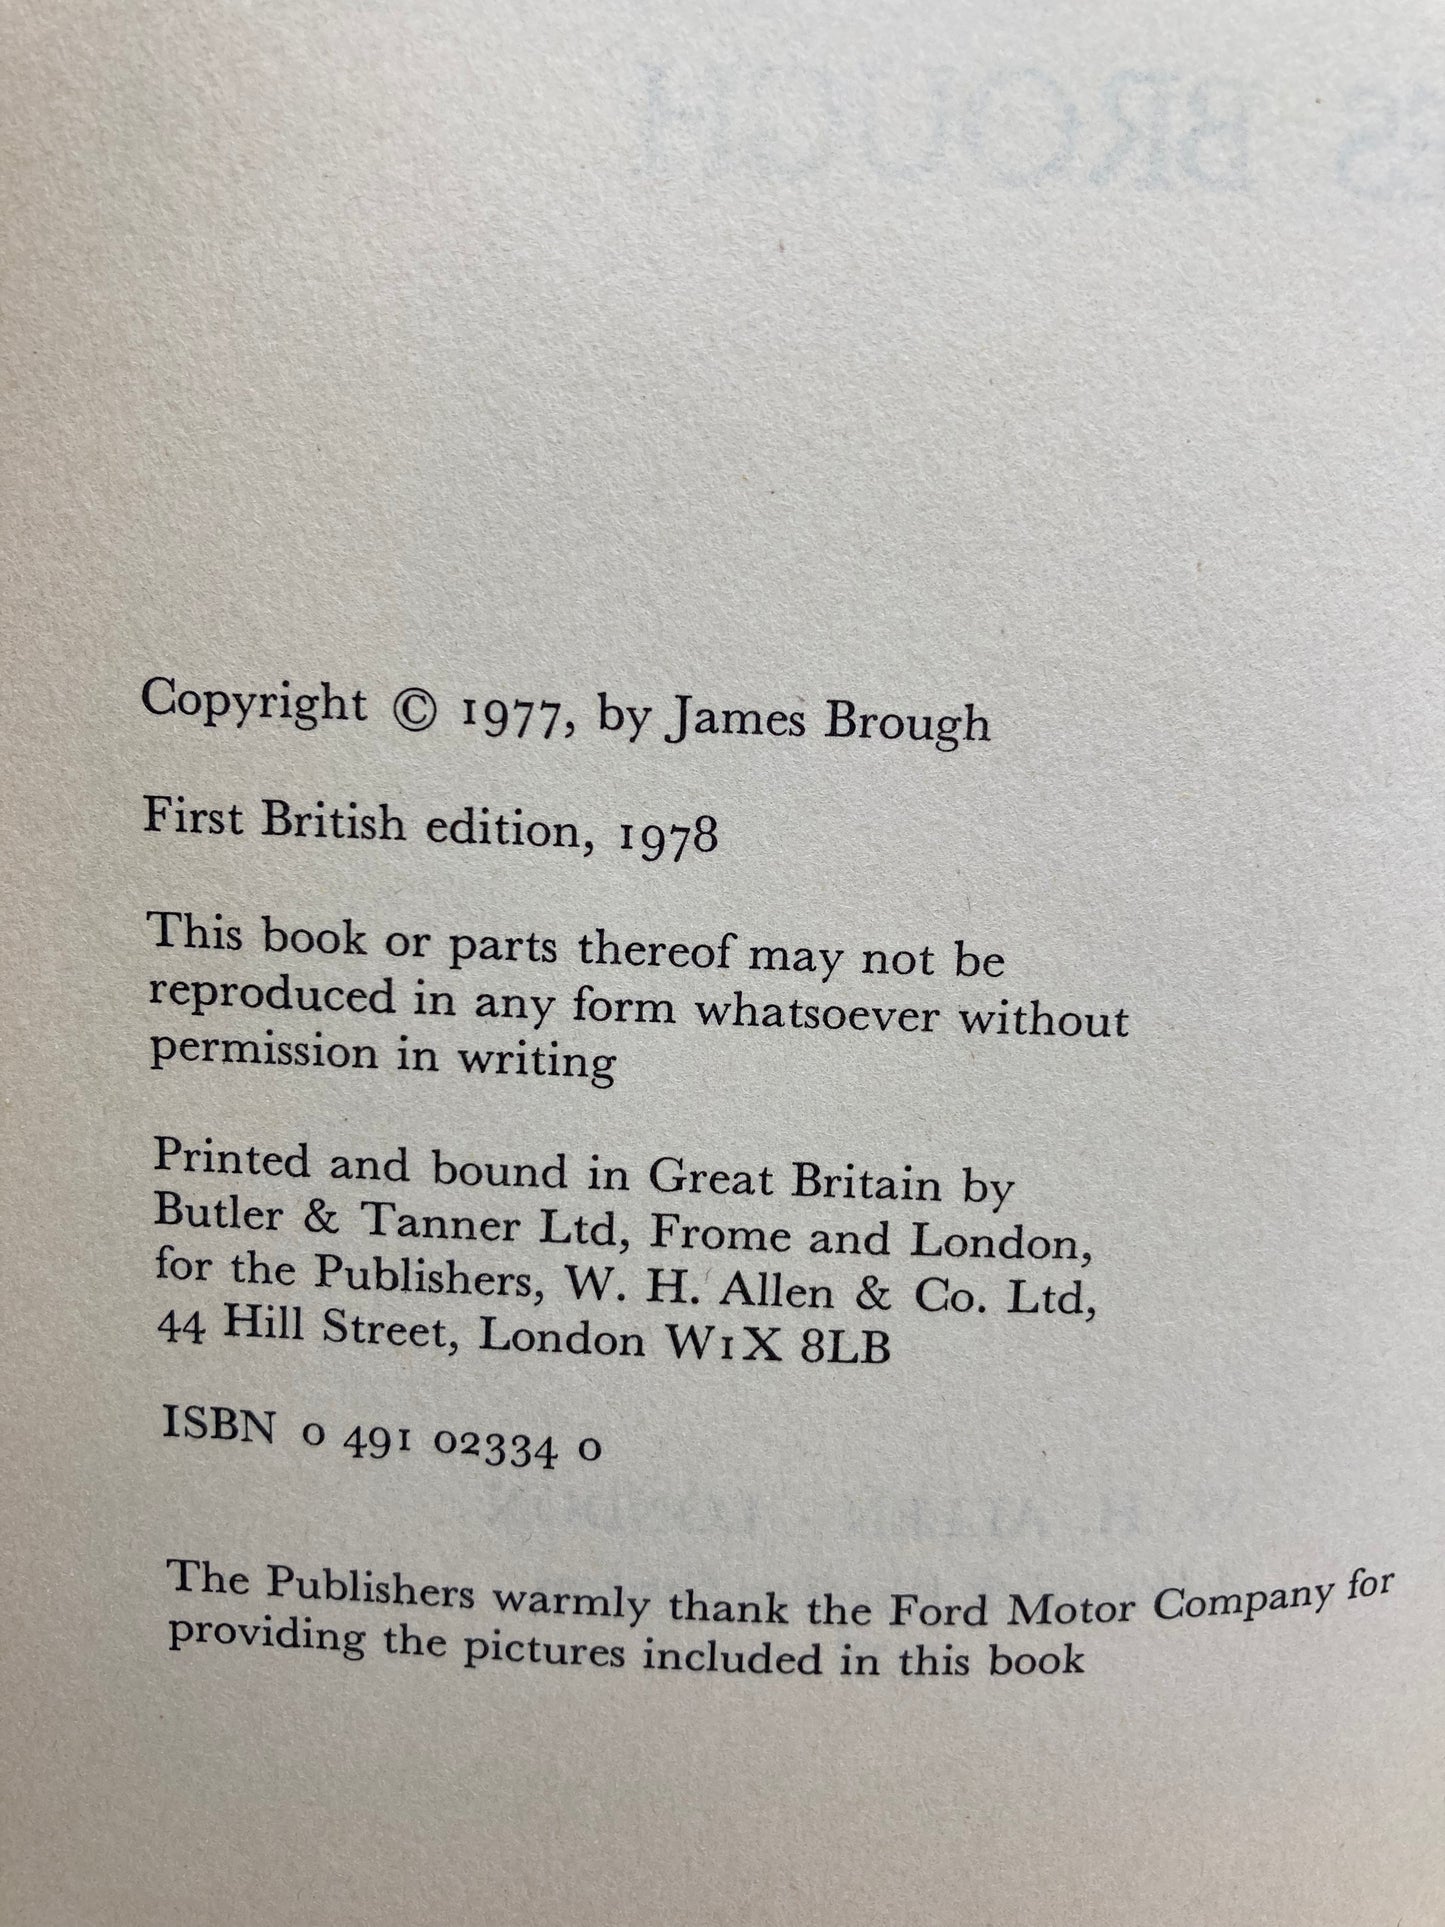 Copyright © 1977, by James Brough
First British edition, 1978
This book or parts thereof may not be
reproduced in any form whatsoever without
permission in writing
Printed and bound in Great Britain by
Butler & Tanner Ltd, Frome and London,
for the Publishers, W. H. Allen & Co. Ltd,
44 Hill Street, London W1X 8LB
ISBN 0 491 02334 0
The Publishers warmly thank the Ford Motor Company for
providing the pictures included in this book